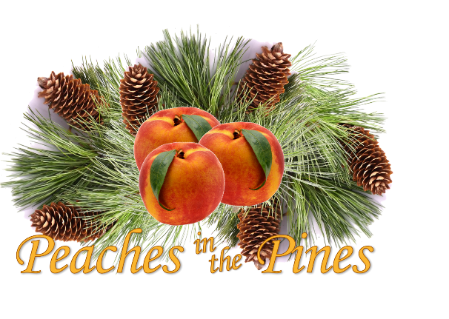 Peaches in the Pines